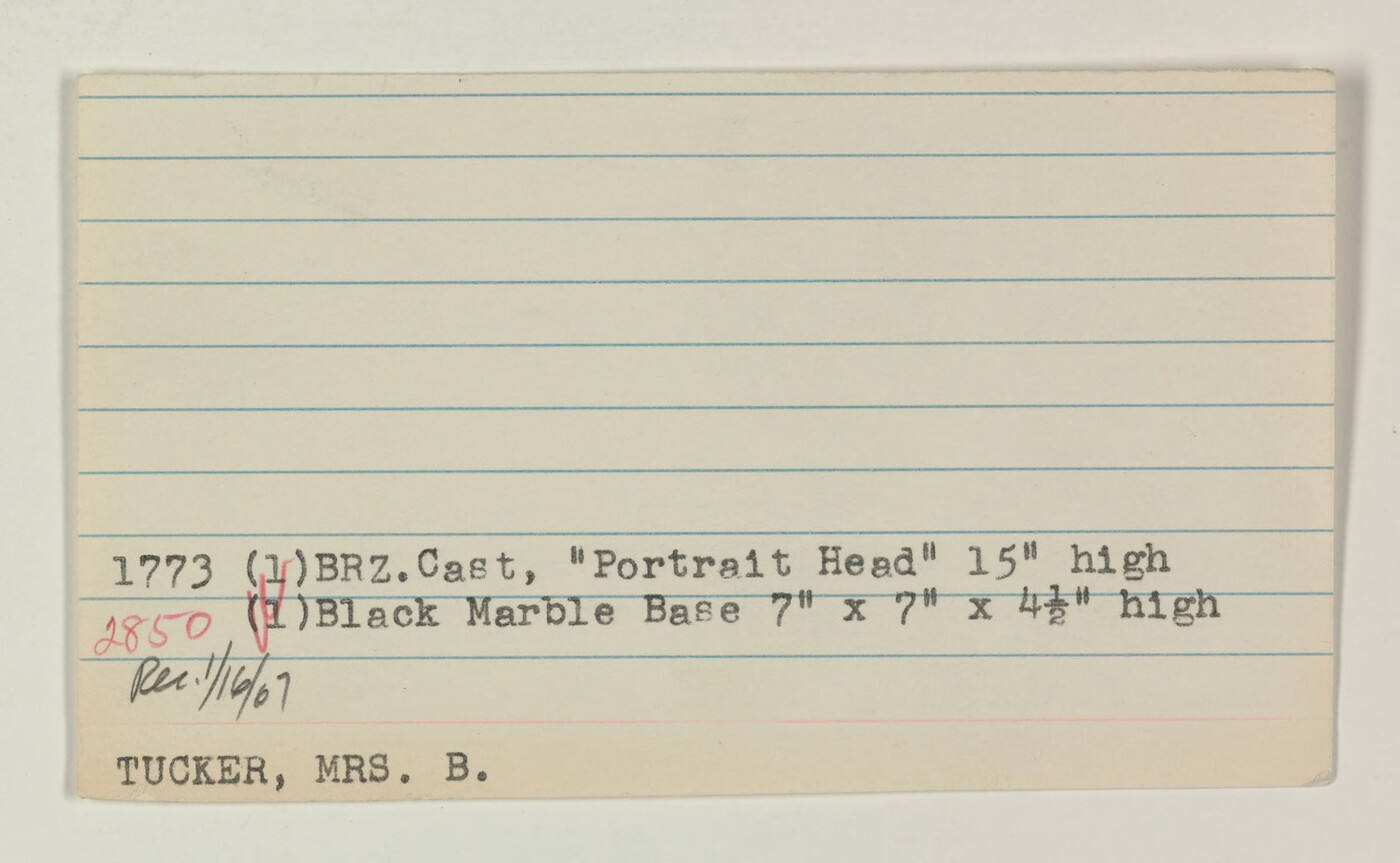 1773 (1)BRZ.Cast, "Portrait Head" 15" high
2850 (1)Black Marble Base 7" x 7" x 4½" high
Rec. 1/16/67
TUCKER, MRS. B.